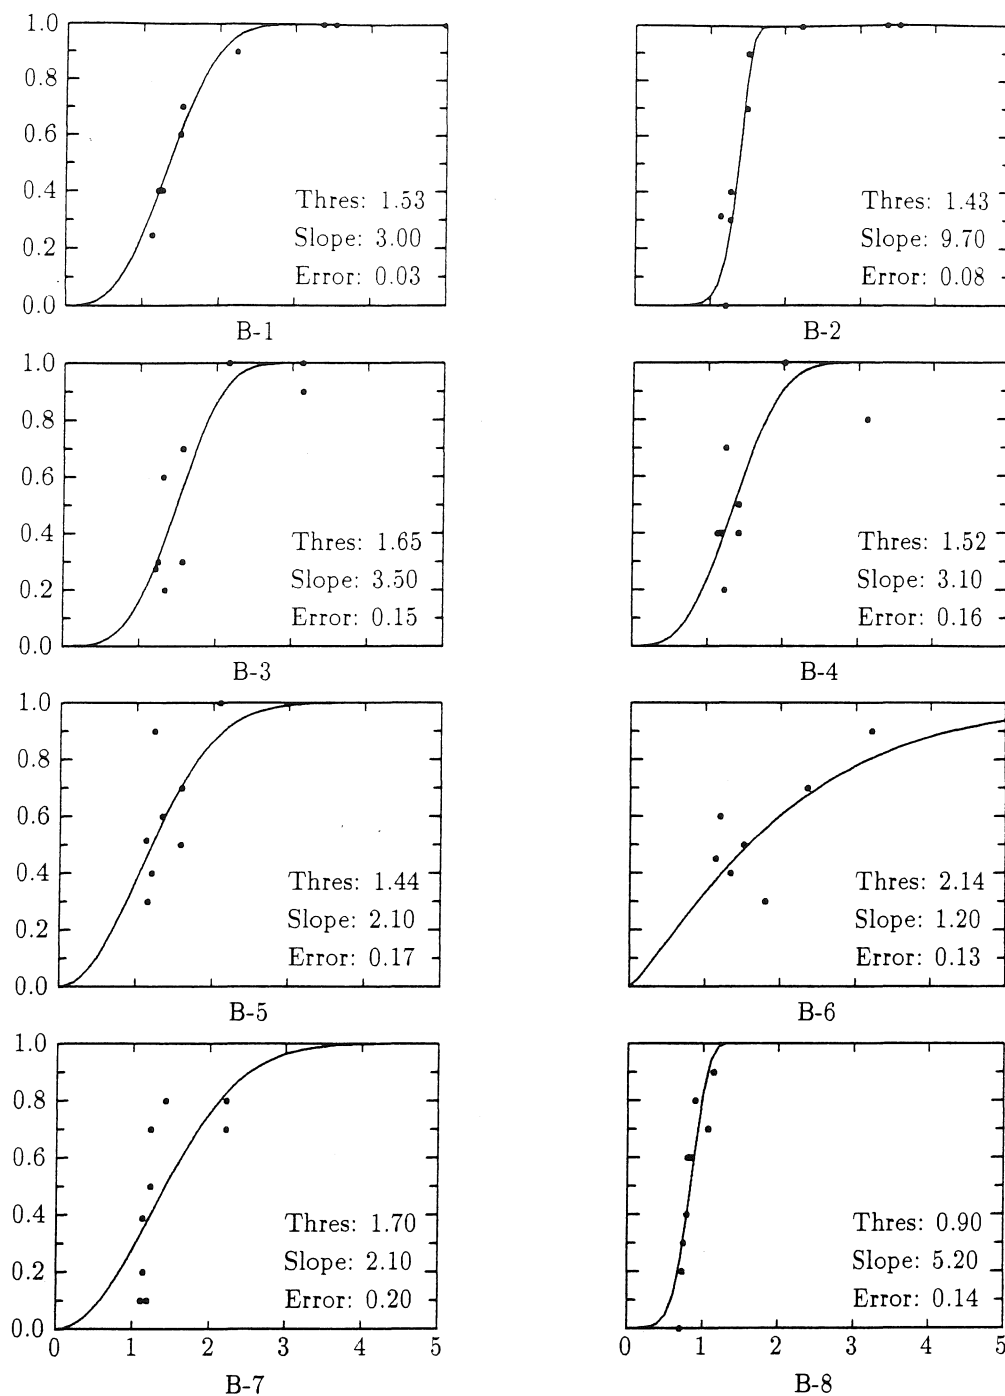 1.0
0.8
0.6
0.4
0.2
0.0
Thres: 1.53
Slope: 3.00
Error: 0.03
B-1
Thres: 1.43
Slope: 9.70
Error: 0.08
B-2
1.0
0.8
0.6
0.4
0.2
0.0
Thres: 1.65
Slope: 3.50
Error: 0.15
B-3
Thres: 1.52
Slope: 3.10
Error: 0.16
B-4
1.0
0.8
0.6
0.4
0.2
0.0
Thres: 1.44
Slope: 2.10
Error: 0.17
B-5
Thres: 2.14
Slope: 1.20
Error: 0.13
B-6
1.0
0.8
0.6
0.4
0.2
0.0
Thres: 1.70
Slope: 2.10
Error: 0.20
0 1 2 3 4 5
B-7
Thres: 0.90
Slope: 5.20
Error: 0.14
0 1 2 3 4 5
B-8